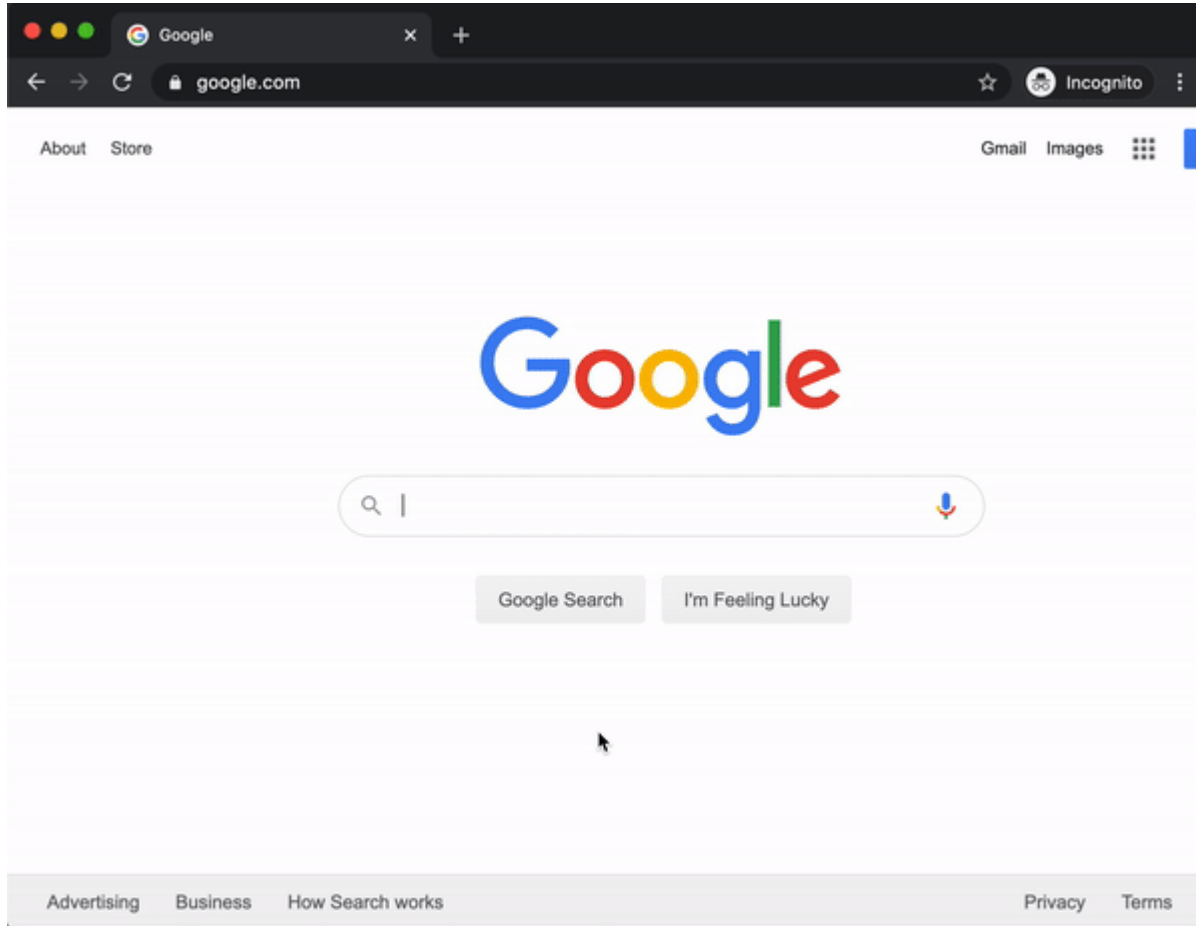 Google
google.com Incognito
About Store Gmail Images
Google
Google Search I'm Feeling Lucky
Advertising Business How Search works Privacy Terms